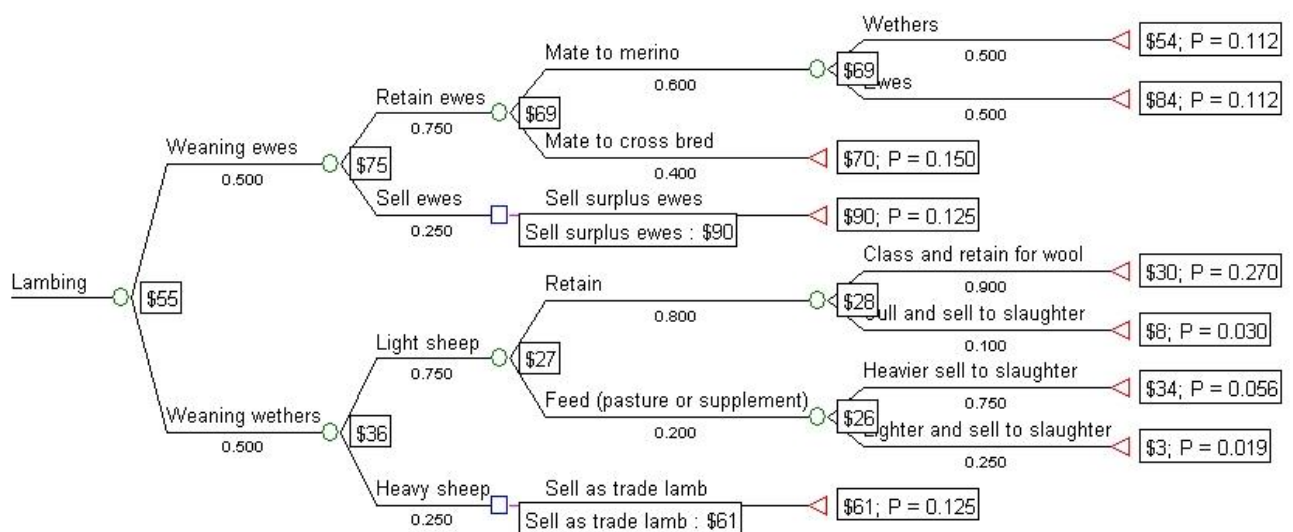 Lambing
$55
Weaning ewes
0.500
$75
Retain ewes
0.750
$69
Mate to merino
0.600
$69
Wethers
0.500
$54; P = 0.112
Ewes
0.500
$84; P = 0.112
Mate to cross bred
0.400
$70; P = 0.150
Sell ewes
0.250
Sell surplus ewes
Sell surplus ewes : $90
$90; P = 0.125
Weaning wethers
0.500
$36
Light sheep
0.750
$27
Retain
0.800
$28
Class and retain for wool
0.900
$30; P = 0.270
Cull and sell to slaughter
0.100
$8; P = 0.030
Feed (pasture or supplement)
0.200
$26
Heavier sell to slaughter
0.750
$34; P = 0.056
Lighter and sell to slaughter
0.250
$3; P = 0.019
Heavy sheep
0.250
Sell as trade lamb
Sell as trade lamb : $61
$61; P = 0.125